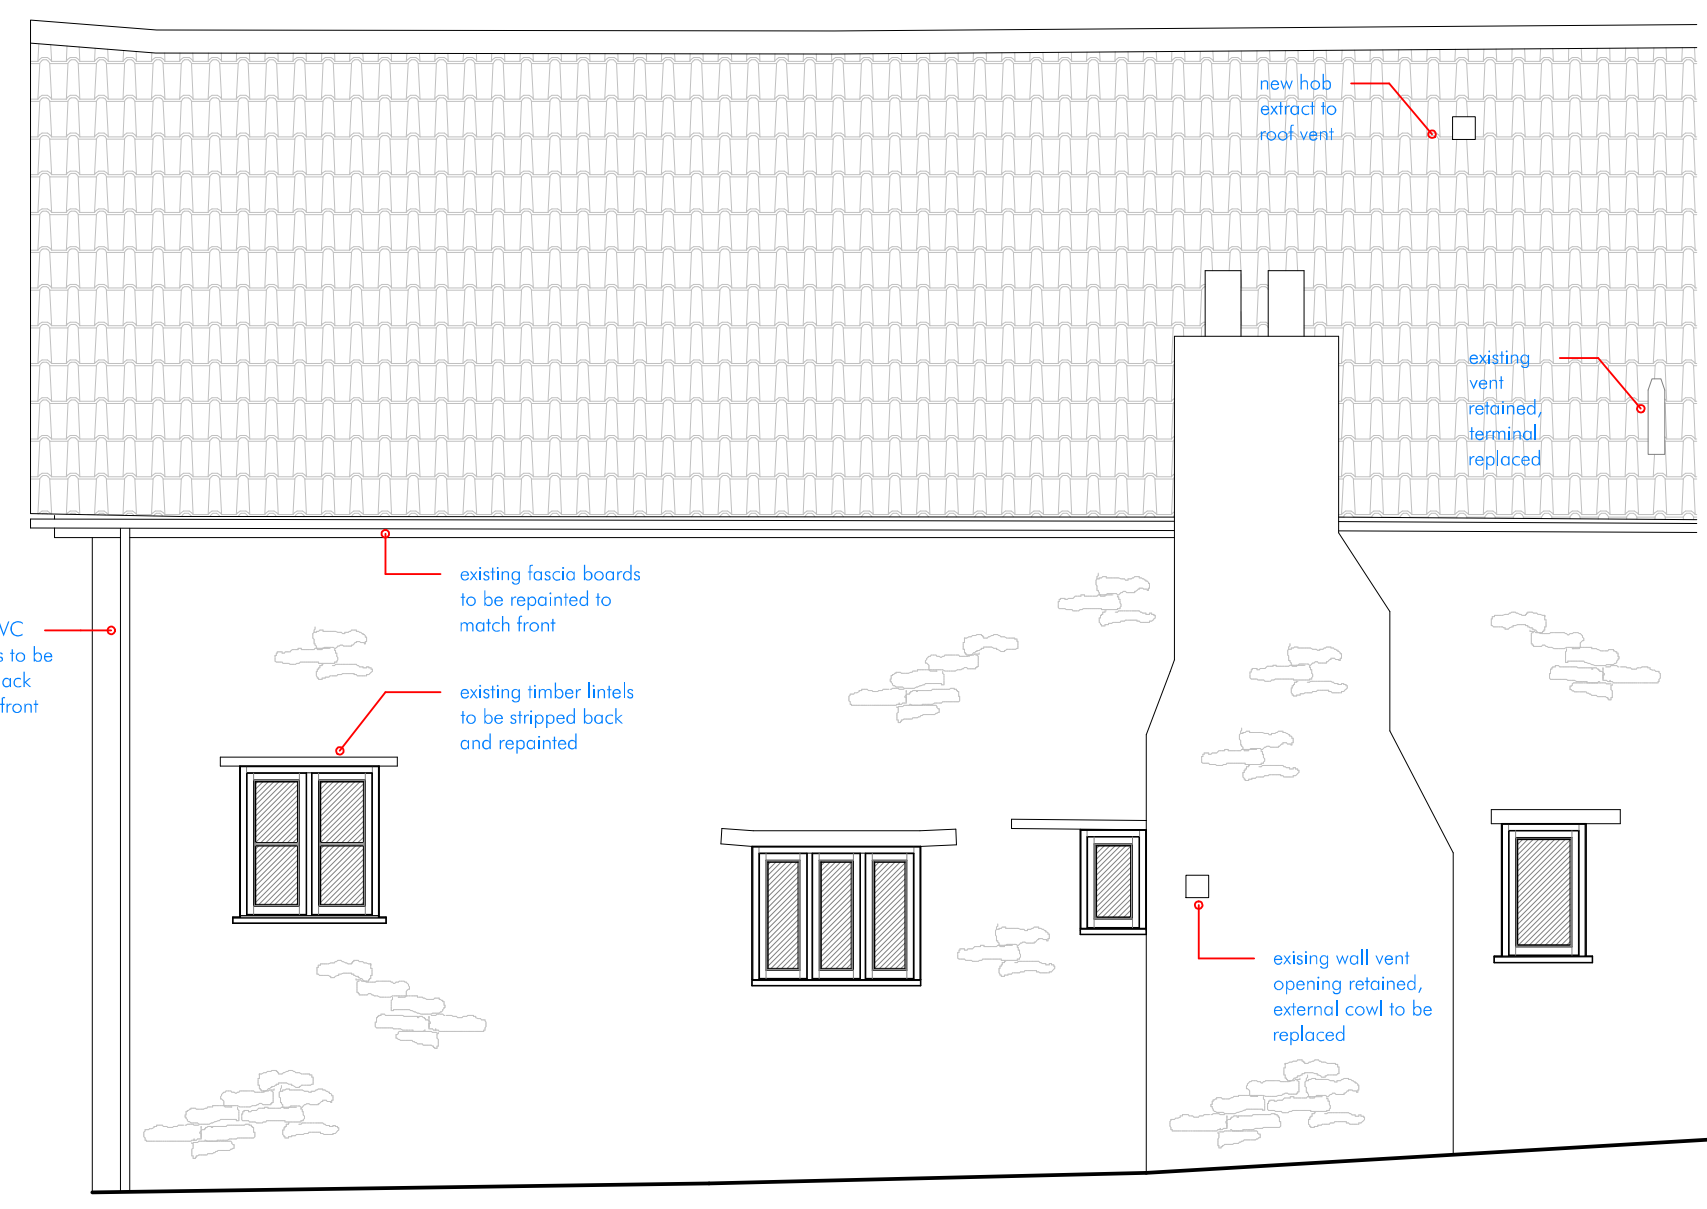 new hob
extract to
roof vent
existing
vent
retained,
terminal
replaced
existing fascia boards
to be repainted to
match front
VC
s to be
ack
front
existing timber lintels
to be stripped back
and repainted
exising wall vent
opening retained,
external cowl to be
replaced